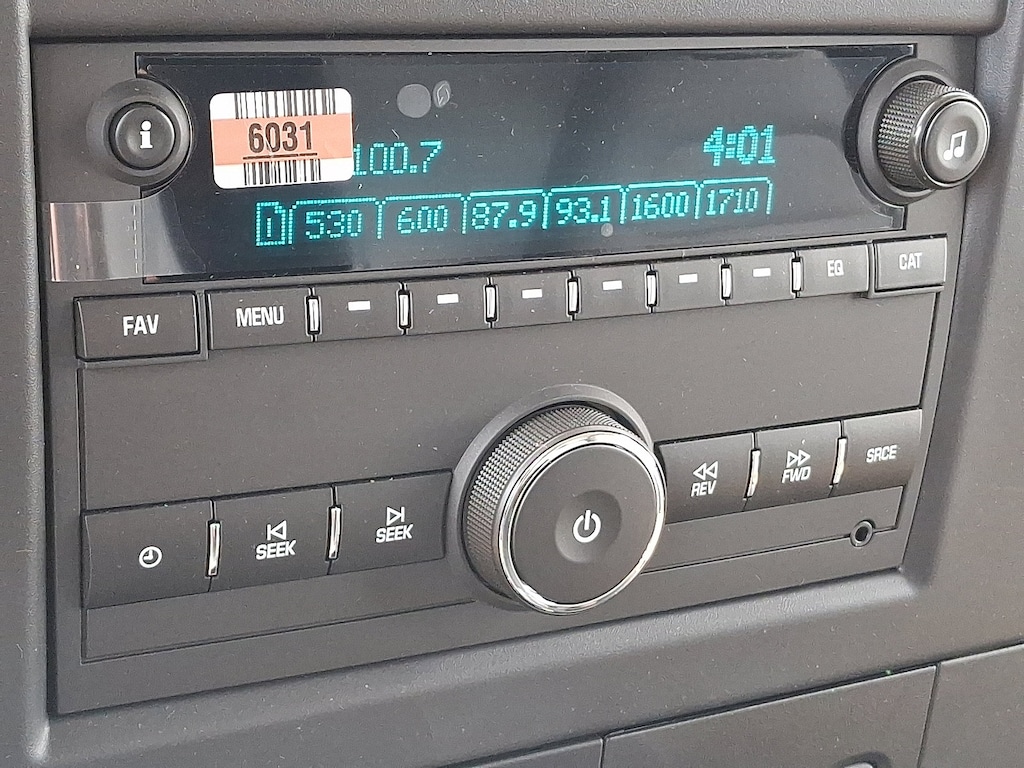 i
6031
100.7
4:01
530 600 87.9 93.1 1600 1710
FAV MENU EQ CAT
SEEK SEEK REV FWD SRCE